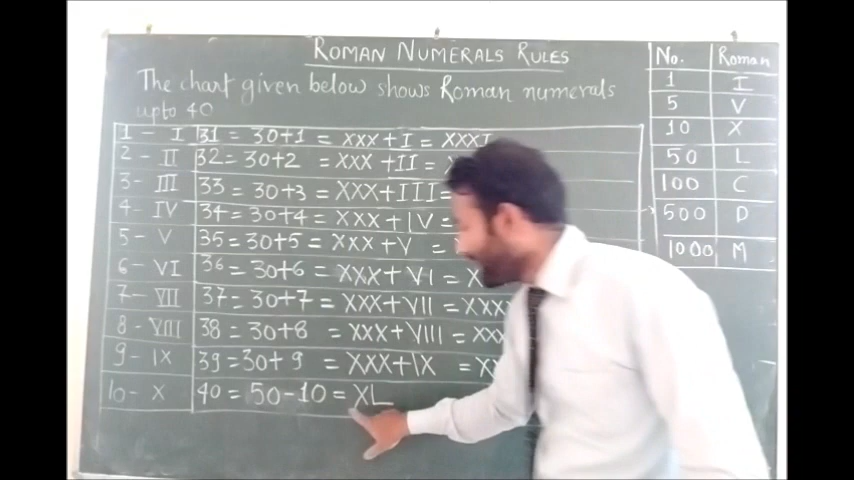 ROMAN NUMERALS RULES
The chart given below shows Roman numerals
upto 40
1 - I 31 = 30+1 = XXX + I = XXXI
2 - II 32 = 30+2 = XXX + II =
3 - III 33 = 30+3 = XXX + III =
4 - IV 34 = 30+4 = XXX + IV =
5 - V 35 = 30+5 = XXX + V =
6 - VI 36 = 30+6 = XXX + VI =
7 - VII 37 = 30+7 = XXX + VII =
8 - VIII 38 = 30+8 = XXX + VIII =
9 - IX 39 = 30+9 = XXX + IX =
10 - X 40 = 50-10 = XL
No. Roman
1 I
5 V
10 X
50 L
100 C
500 D
1000 M